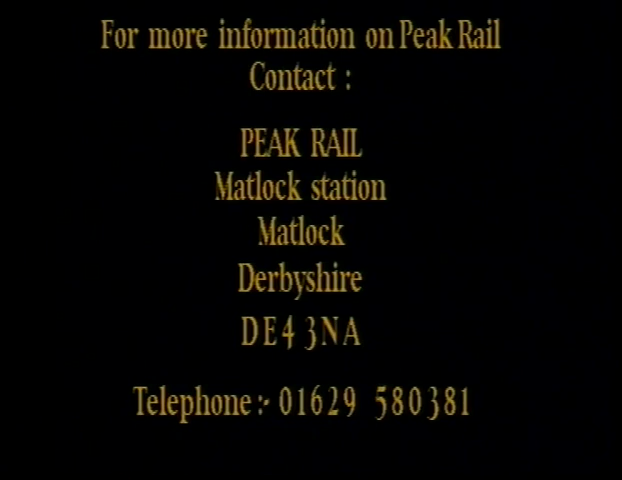 For more information on Peak Rail
Contact :
PEAK RAIL
Matlock station
Matlock
Derbyshire
DE4 3NA
Telephone :- 01629 580381